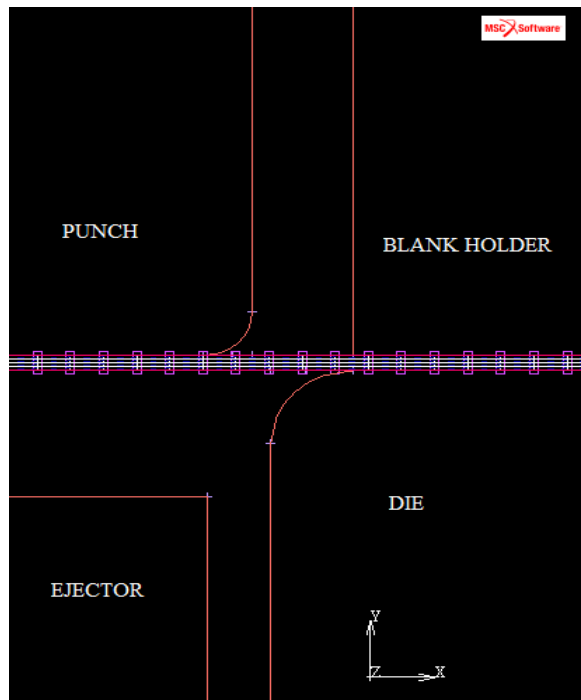 MSC Software
PUNCH
BLANK HOLDER
DIE
EJECTOR
Y
Z X